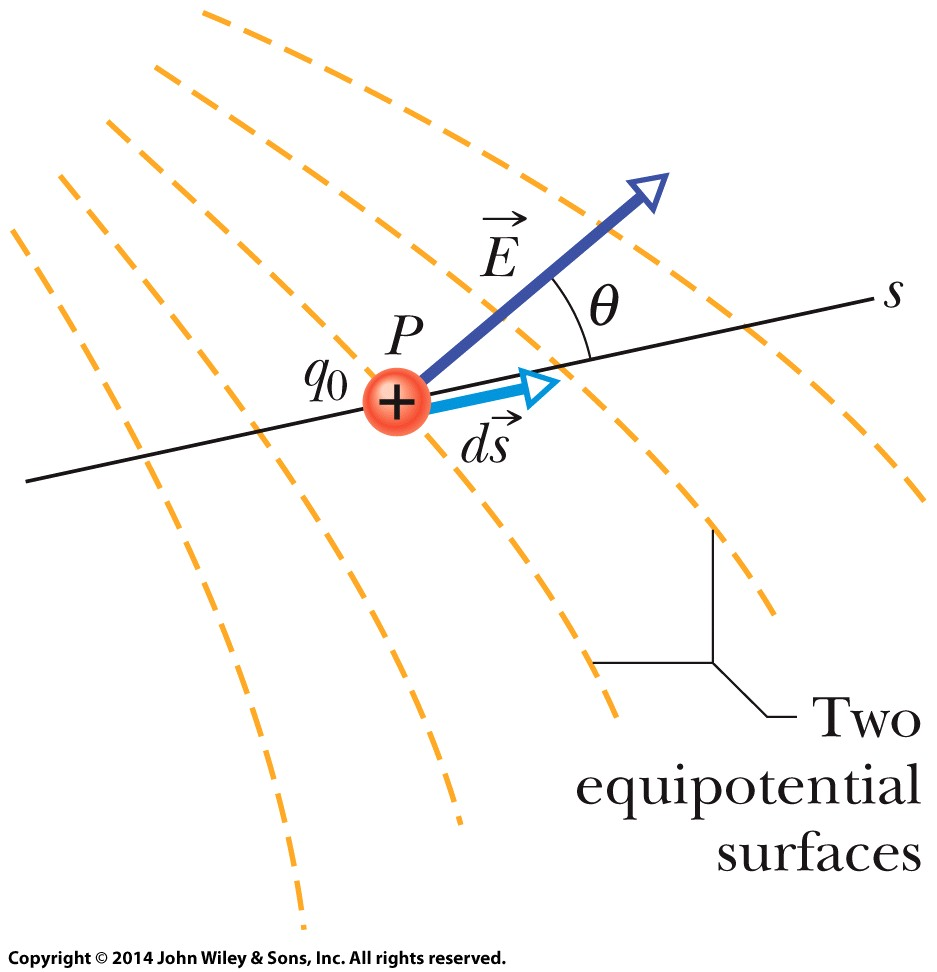 E
θ
s
P
q0
+
ds
Two
equipotential
surfaces
Copyright © 2014 John Wiley & Sons, Inc. All rights reserved.